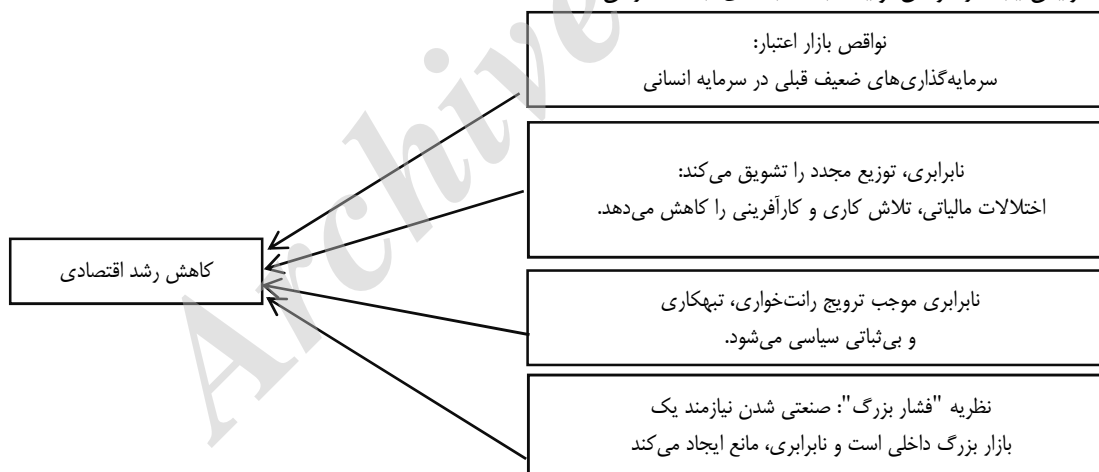 نواقص بازار اعتبار:
سرمایه‌گذاری‌های ضعیف قبلی در سرمایه انسانی
نابرابری، توزیع مجدد را تشویق می‌کند:
اختلالات مالیاتی، تلاش کاری و کارآفرینی را کاهش می‌دهد.
کاهش رشد اقتصادی
نابرابری موجب ترویج رانت‌خواری، تبهکاری
و بی‌ثباتی سیاسی می‌شود.
نظریه "فشار بزرگ": صنعتی شدن نیازمند یک
بازار بزرگ داخلی است و نابرابری، مانع ایجاد می‌کند
Archive